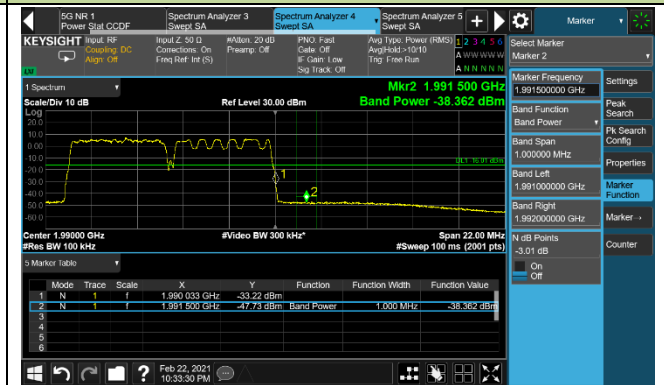 5G NR 1
Power Stat CCDF
Spectrum Analyzer 3
Swept SA
Spectrum Analyzer 4
Swept SA
Spectrum Analyzer 5
Swept SA
Marker
KEYSIGHT
Input: RF
Coupling: DC
Align: Off
Input Z: 50 Ω
Corrections: On
Freq Ref: Int (S)
#Atten: 20 dB
Preamp: Off
PNO: Fast
Gate: Off
IF Gain: Low
Sig Track: Off
Avg Type: Power (RMS)
Avg|Hold:>10/10
Trig: Free Run
1 2 3 4 5 6
A W W W W W
A N N N N N
LU
1 Spectrum
Scale/Div 10 dB
Log
Ref Level 30.00 dBm
Mkr2 1.991 500 GHz
Band Power -38.362 dBm
20.0
10.0
0.00
-10.0
-20.0
-30.0
-40.0
-50.0
-60.0
1
2
Center 1.99000 GHz
#Res BW 100 kHz
#Video BW 300 kHz*
Span 22.00 MHz
#Sweep 100 ms (2001 pts)
5 Marker Table
Mode Trace Scale X Y Function Function Width Function Value
1 N 1 f 1.990 033 GHz -33.22 dBm
2 N 1 f 1.991 500 GHz -47.73 dBm Band Power 1.000 MHz -38.362 dBm
3
4
5
6
Feb 22, 2021
10:33:30 PM
Select Marker
Marker 2
Marker Frequency
1.991500000 GHz
Band Function
Band Power
Band Span
1.000000 MHz
Band Left
1.991000000 GHz
Band Right
1.992000000 GHz
N dB Points
-3.01 dB
On
Off
Settings
Peak
Search
Pk Search
Config
Properties
Marker
Function
Marker→
Counter